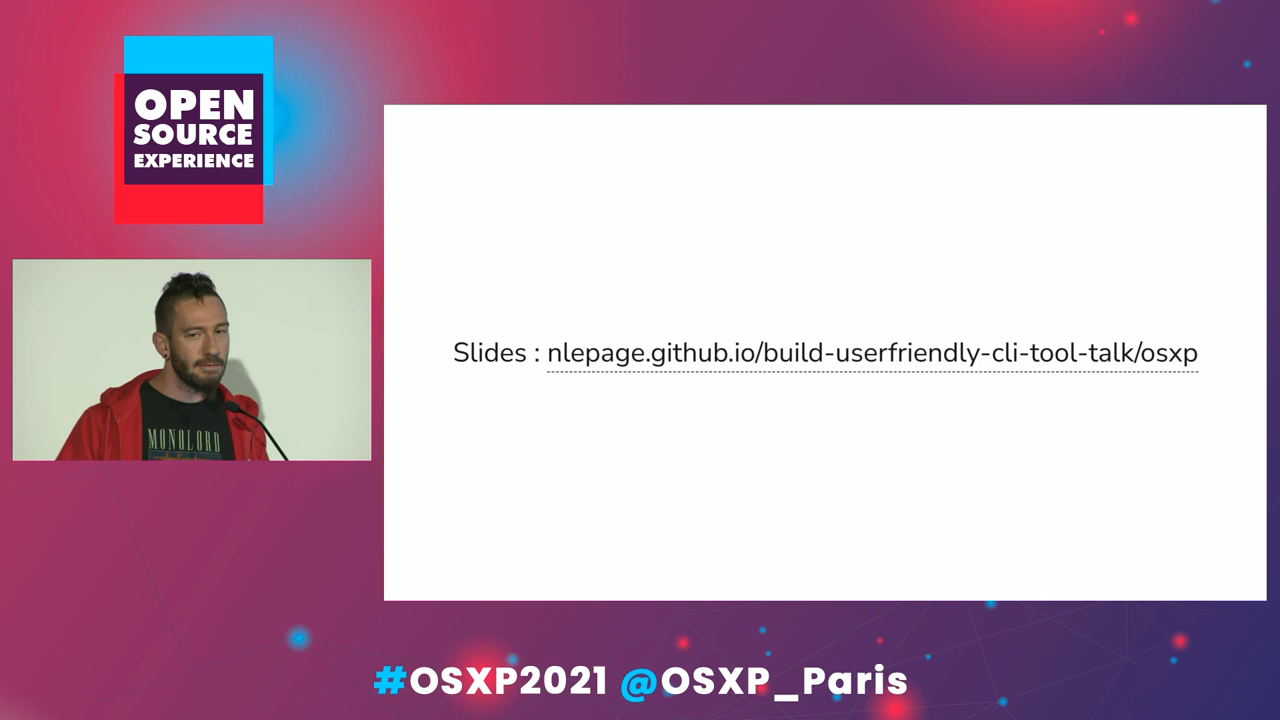 OPEN
SOURCE
EXPERIENCE
Slides : nlepage.github.io/build-userfriendly-cli-tool-talk/osxp
MONOLORD
#OSXP2021 @OSXP_Paris